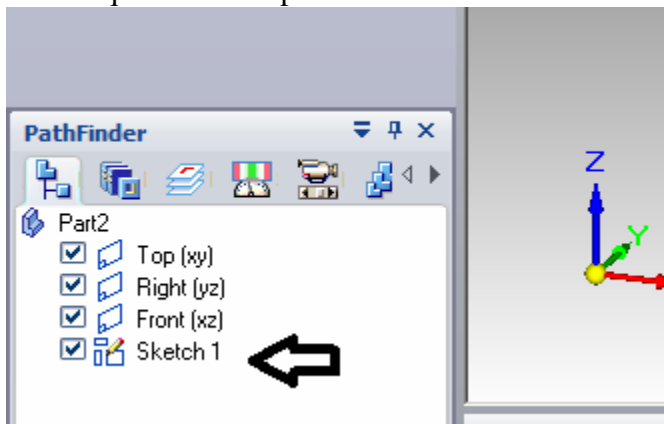 PathFinder
Z
Y
Part2
Top (xy)
Right (yz)
Front (xz)
Sketch 1